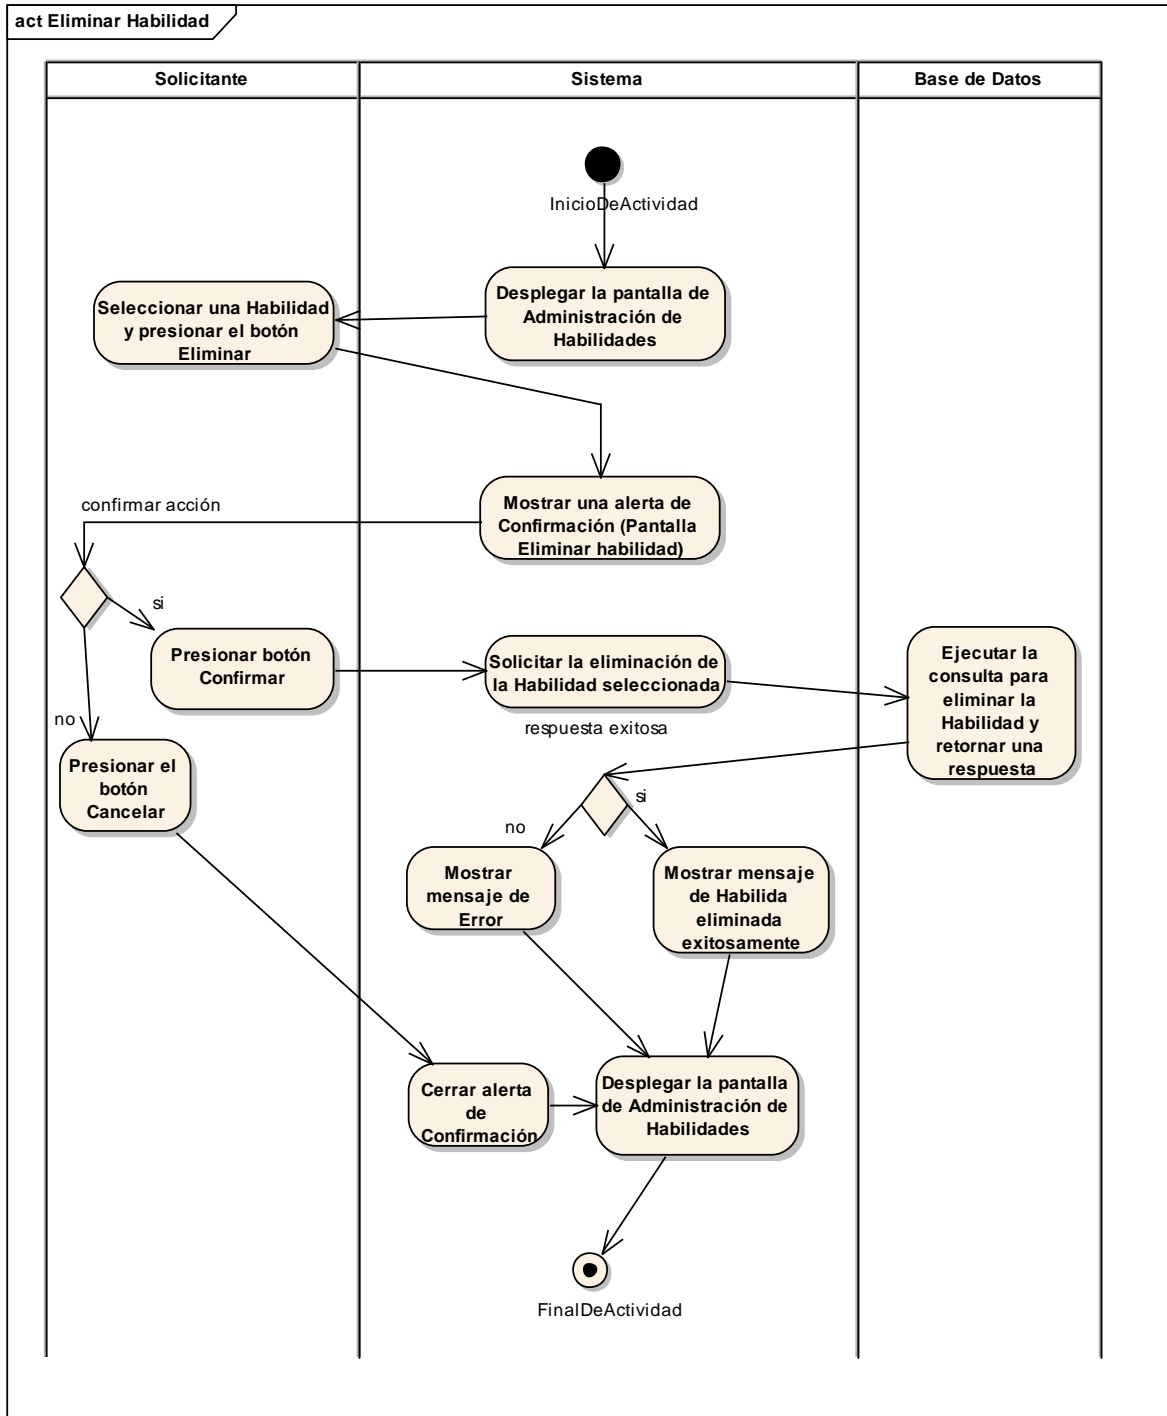 act Eliminar Habilidad
Solicitante
Sistema
Base de Datos
InicioDeActividad
Desplegar la pantalla de
Administración de
Habilidades
Seleccionar una Habilidad
y presionar el botón
Eliminar
Mostrar una alerta de
Confirmación (Pantalla
Eliminar habilidad)
confirmar acción
si
no
Presionar botón
Confirmar
Solicitar la eliminación de
la Habilidad seleccionada
Ejecutar la
consulta para
eliminar la
Habilidad y
retornar una
respuesta
respuesta exitosa
Presionar el
botón
Cancelar
si
no
Mostrar
mensaje de
Error
Mostrar mensaje
de Habilida
eliminada
exitosamente
Cerrar alerta
de
Confirmación
Desplegar la pantalla
de Administración de
Habilidades
FinalDeActividad